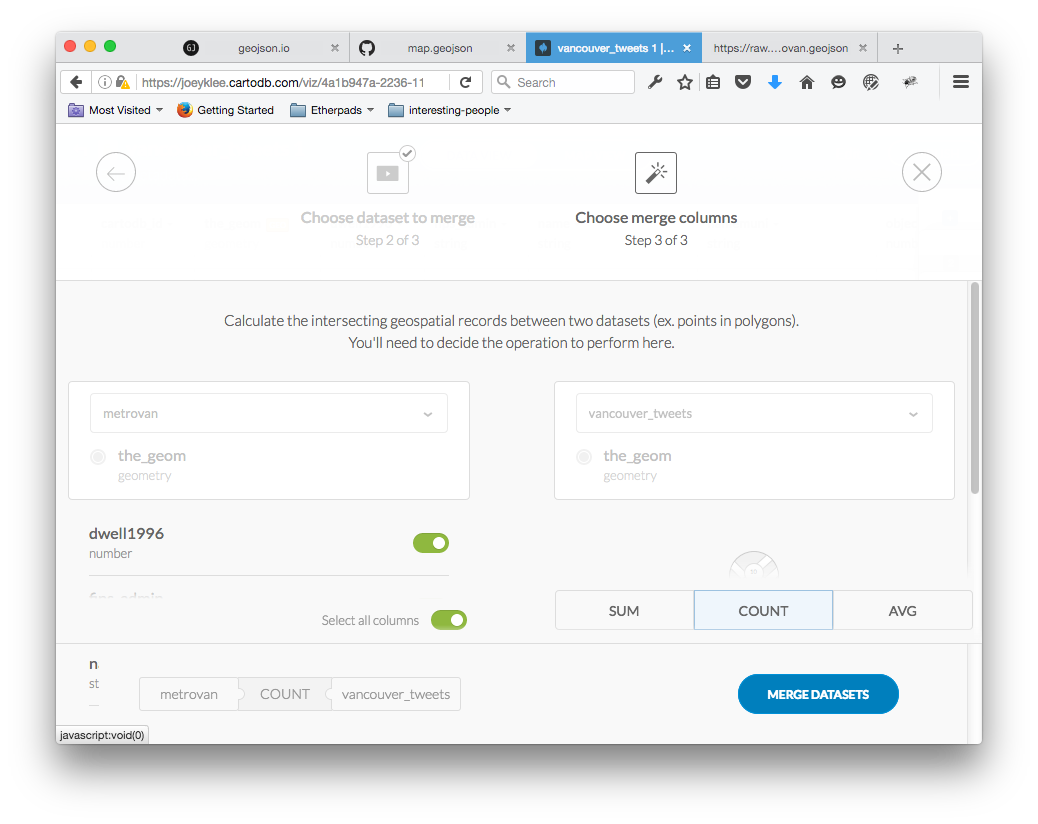 GJ
geojson.io
map.geojson
vancouver_tweets 1 |...
https://raw....ovan.geojson
https://joeyklee.cartodb.com/viz/4a1b947a-2236-11
Search
Most Visited
Getting Started
Etherpads
interesting-people
Choose dataset to merge
Step 2 of 3
Choose merge columns
Step 3 of 3
Calculate the intersecting geospatial records between two datasets (ex. points in polygons).
You'll need to decide the operation to perform here.
metrovan
the_geom
geometry
vancouver_tweets
the_geom
geometry
dwell1996
number
Select all columns
SUM
COUNT
AVG
metrovan
COUNT
vancouver_tweets
MERGE DATASETS
javascript:void(0)